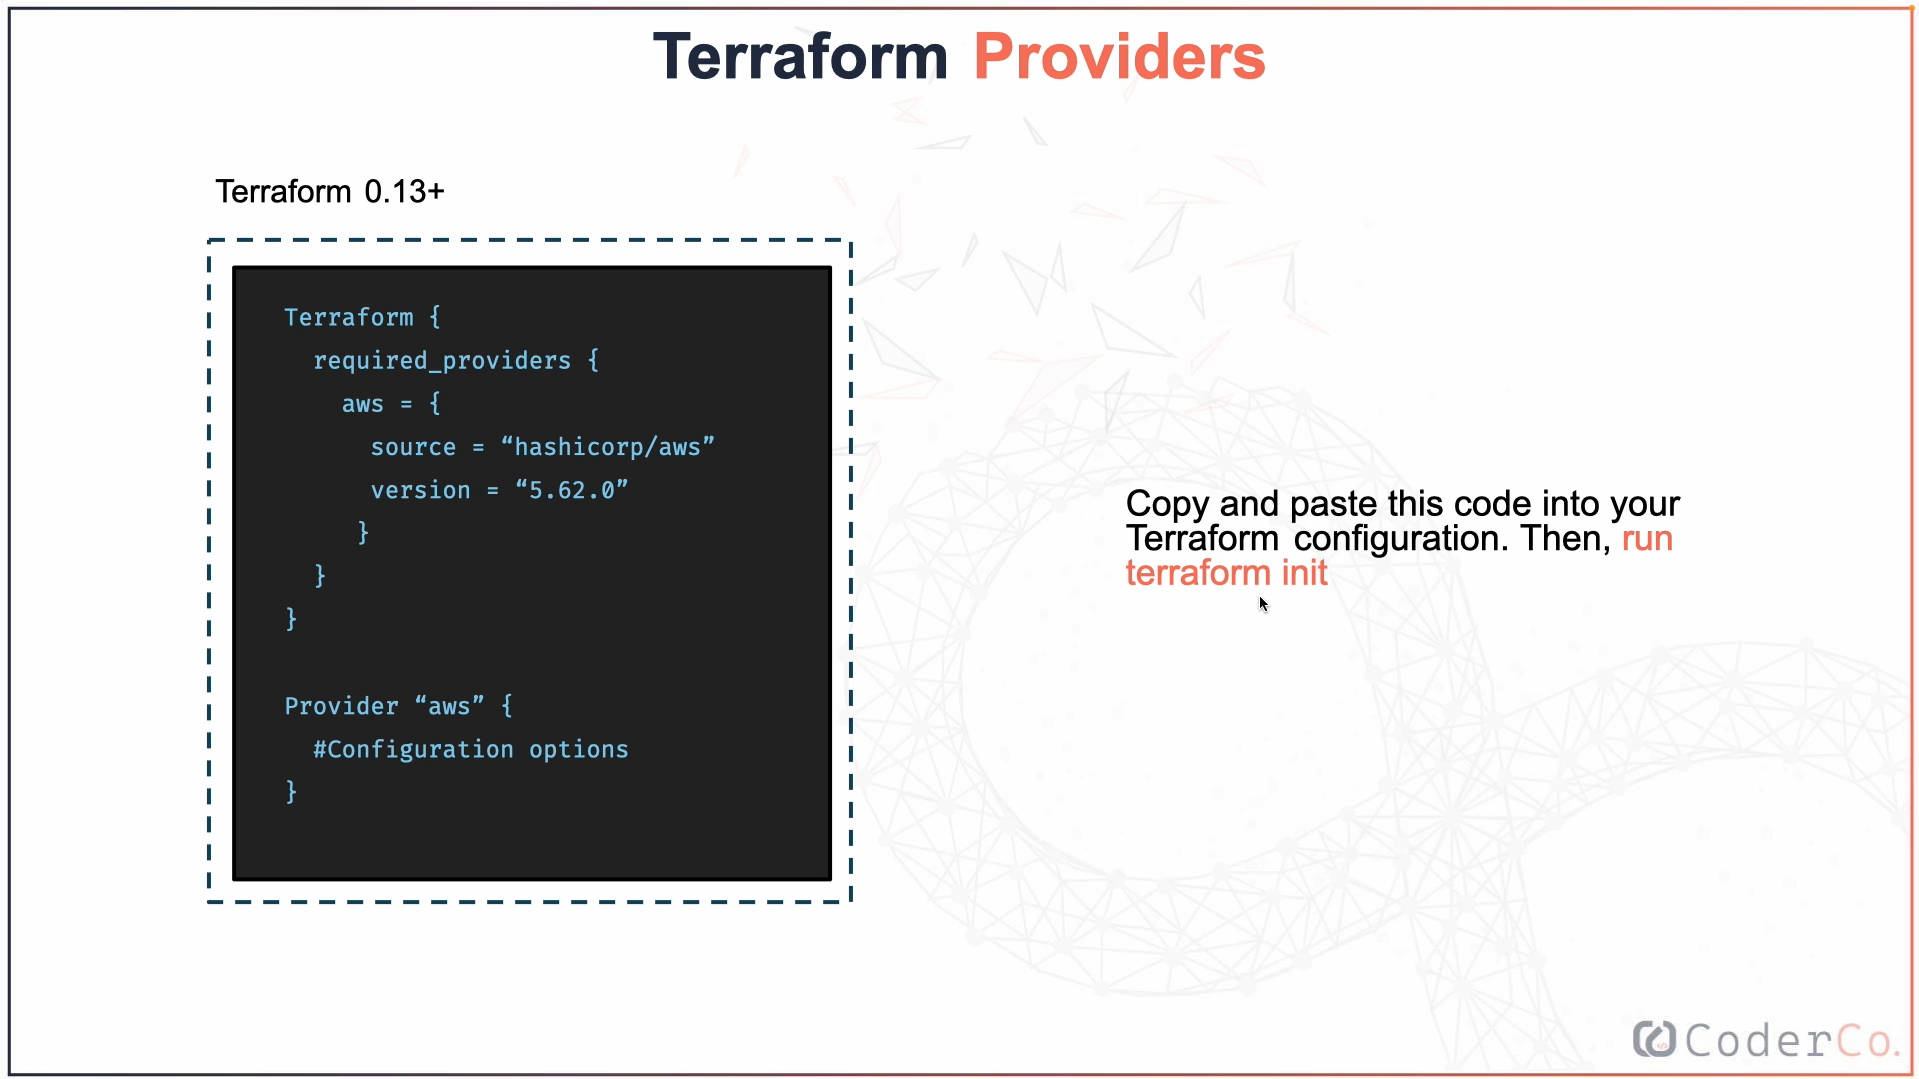 Terraform Providers
Terraform 0.13+
Terraform {
required_providers {
aws = {
source = “hashicorp/aws”
version = “5.62.0”
}
}
}
Provider “aws” {
#Configuration options
}
Copy and paste this code into your
Terraform configuration. Then, run
terraform init
CoderCo.